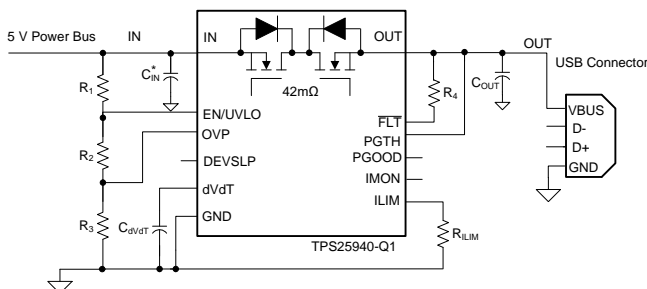 5 V Power Bus IN IN OUT OUT
USB Connector
C*IN
R1
42mΩ
R4
COUT
EN/UVLO
FLT
VBUS
OVP
PGTH
D-
R2
DEVSLP
PGOOD
D+
dVdT
IMON
GND
ILIM
R3
CdVdT
GND
RILIM
TPS25940-Q1